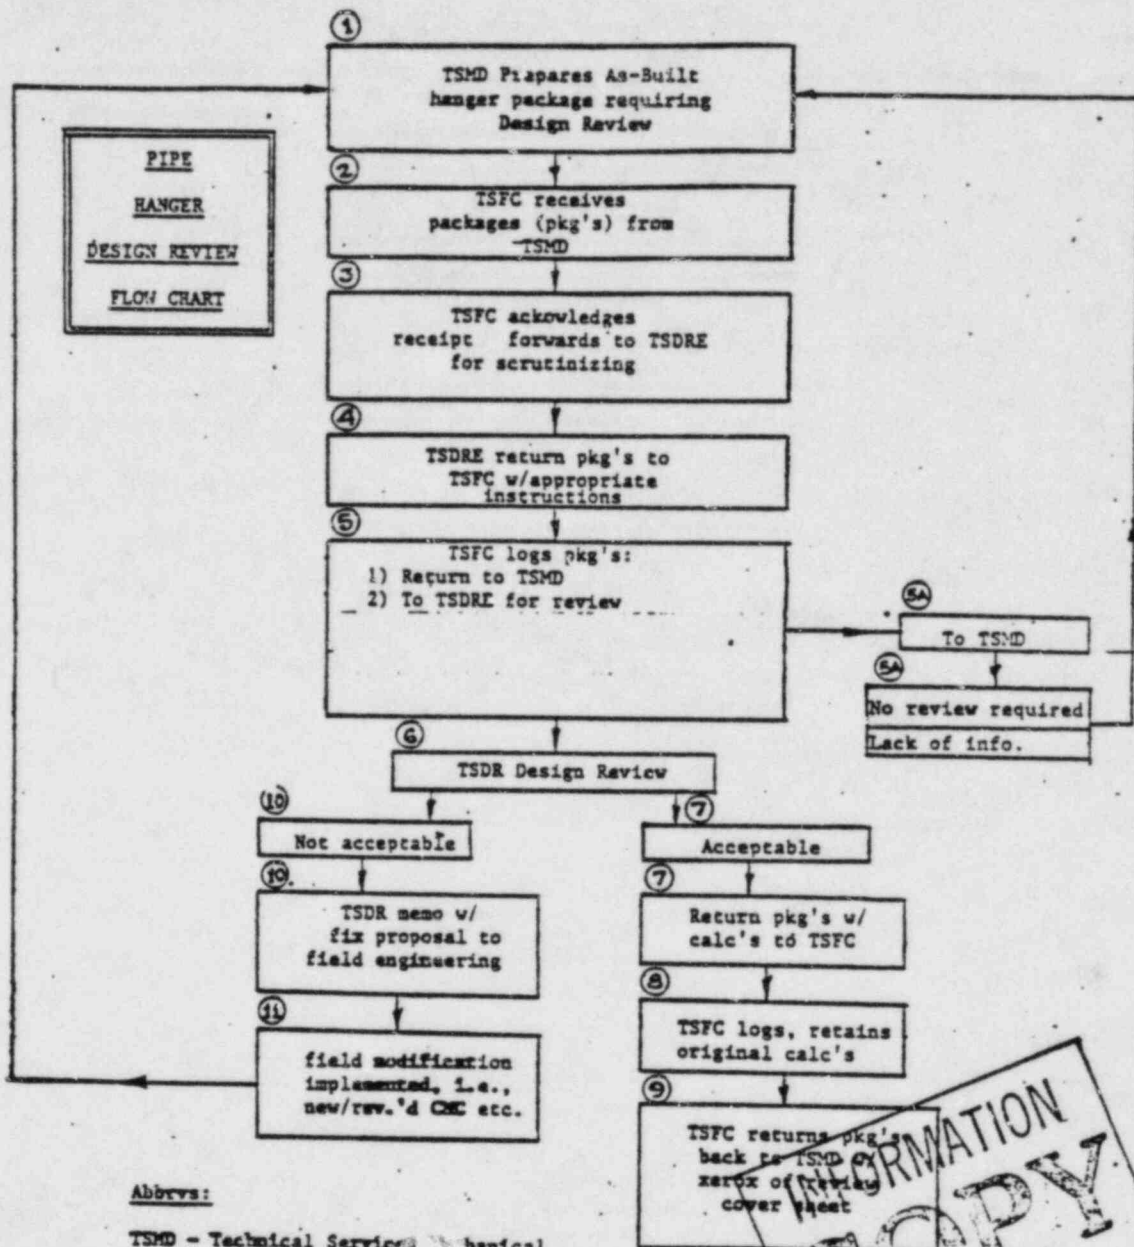 ①
TSMD Prapares As-Built
hanger package requiring
Design Review
PIPE
HANGER
DESIGN REVIEW
FLOW CHART
②
TSFC receives
packages (pkg's) from
TSMD
③
TSFC ackowledges
receipt forwards to TSDRE
for scrutinizing
④
TSDRE return pkg's to
TSFC w/appropriate
instructions
⑤
TSFC logs pkg's:
1) Return to TSMD
2) To TSDRE for review
5A
To TSMD
5A
No review required
Lack of info.
⑥
TSDR Design Review
⑩
Not acceptable
⑦
Acceptable
⑩
TSDR memo w/
fix proposal to
field engineering
⑦
Return pkg's w/
calc's to TSFC
⑪
field modification
implemented, i.e.,
new/rev.'d CMC etc.
⑧
TSFC logs, retains
original calc's
⑨
TSFC returns pkg's
back to TSMD w/
xerox of review
cover sheet
INFORMATION
COPY
Abbrvs:
TSMD - Technical Services